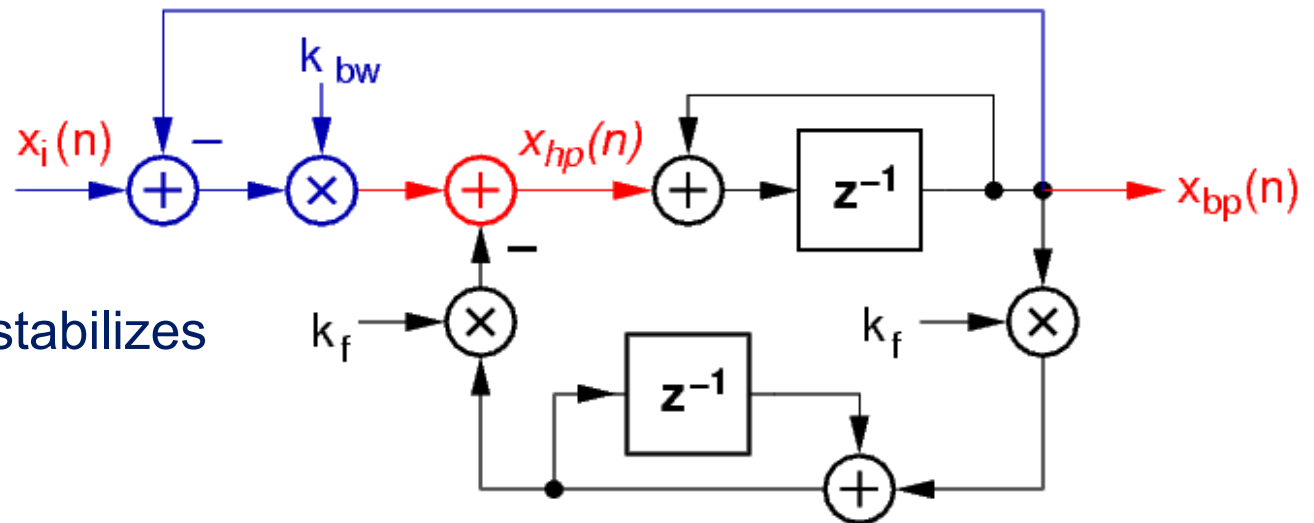 k bw
xi(n)
−
xhp(n)
+
×
+
+
z−1
xbp(n)
−
stabilizes
kf
×
kf
×
z−1
+